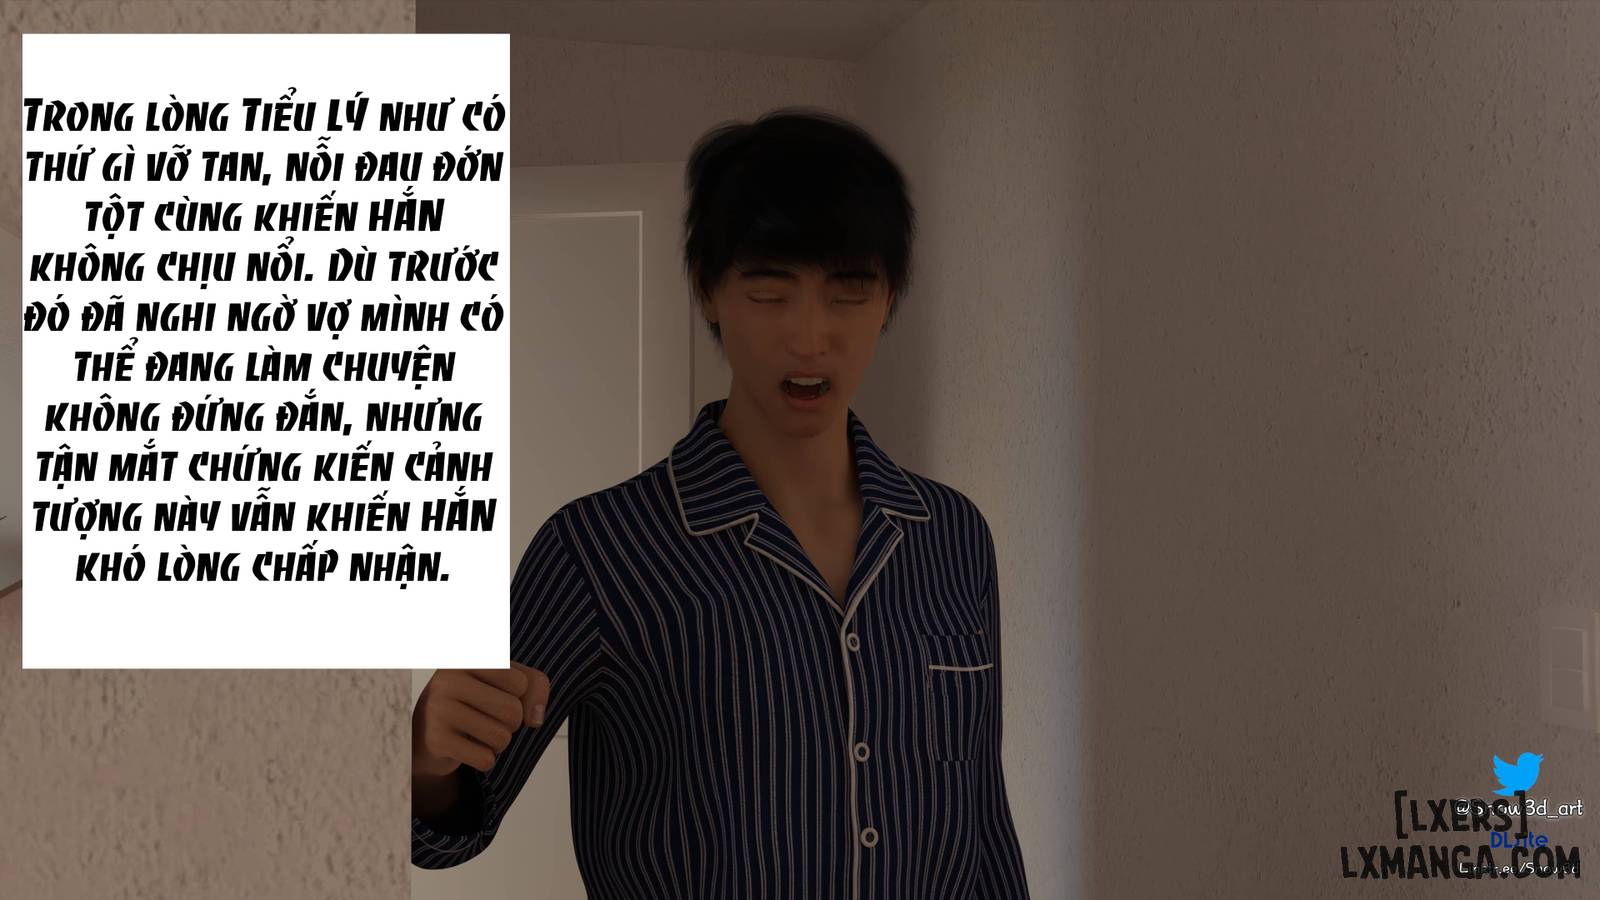 Trong lòng Tiểu Lý như có
thứ gì vỡ tan, nỗi đau đớn
tột cùng khiến HẮN
không chịu nổi. Dù trước
đó đã nghi ngờ vợ mình có
thể đang làm chuyện
không đứng đắn, nhưng
tận mắt chứng kiến cảnh
tượng này vẫn khiến HẮN
khó lòng chấp nhận.
@Snow3d_art
[LXERS]
DLsite
LXMANGA.COM